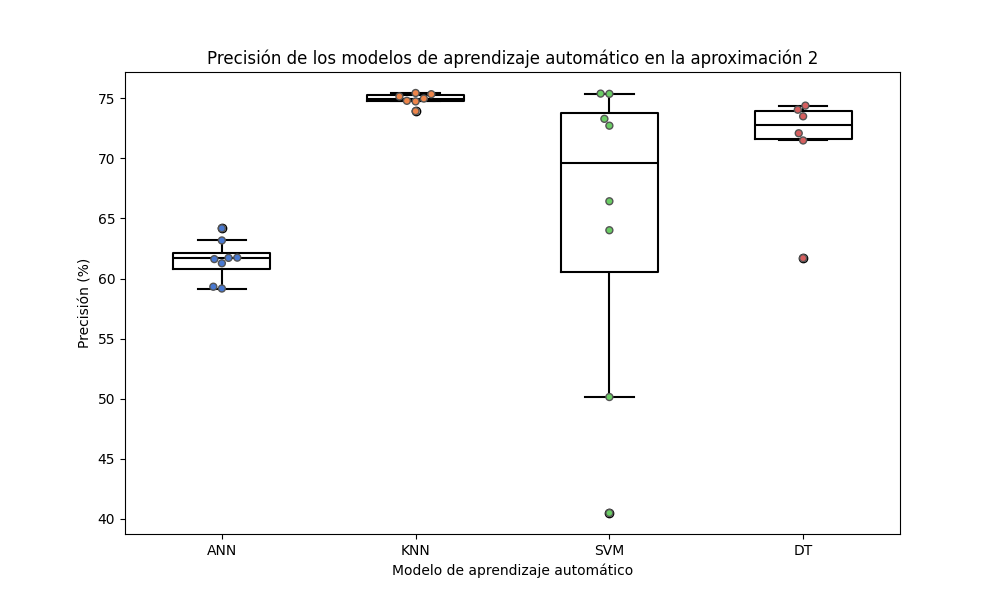 Precisión de los modelos de aprendizaje automático en la aproximación 2
Precisión (%)
75
70
65
60
55
50
45
40
ANN KNN SVM DT
Modelo de aprendizaje automático